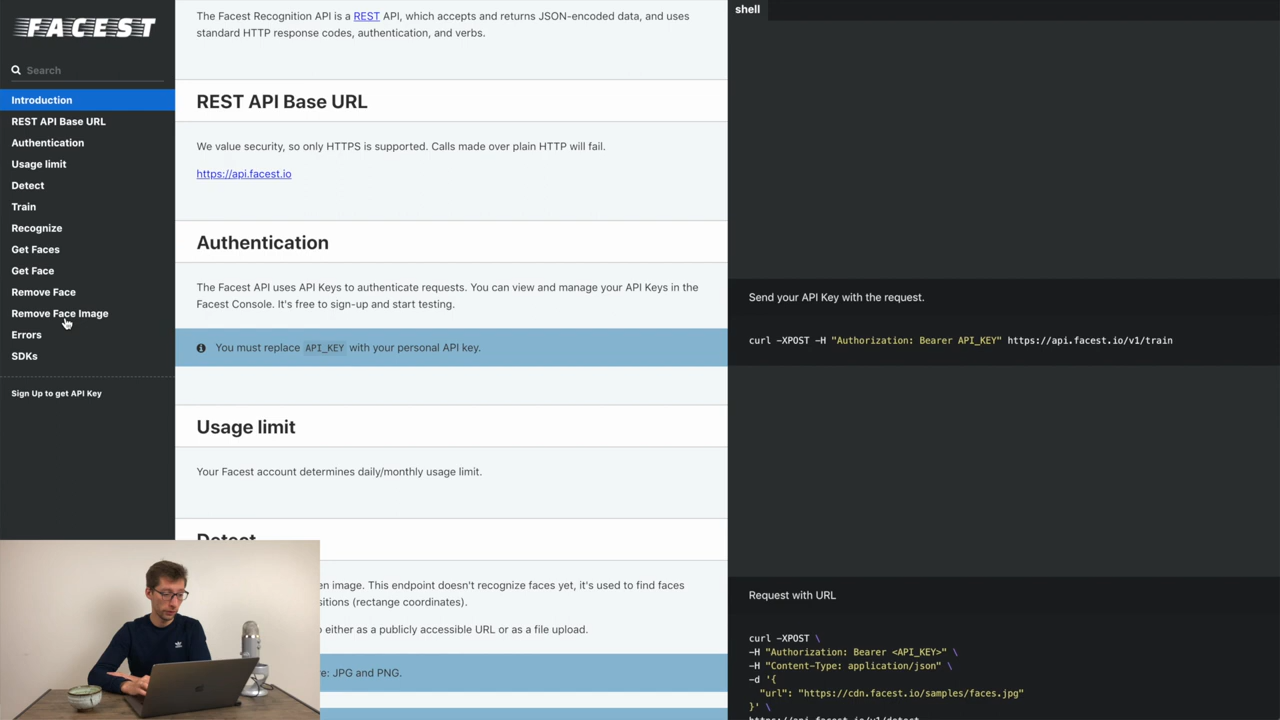 FACEST
Search
Introduction
REST API Base URL
Authentication
Usage limit
Detect
Train
Recognize
Get Faces
Get Face
Remove Face
Remove Face Image
Errors
SDKs
Sign Up to get API Key
The Facest Recognition API is a REST API, which accepts and returns JSON-encoded data, and uses
standard HTTP response codes, authentication, and verbs.
REST API Base URL
We value security, so only HTTPS is supported. Calls made over plain HTTP will fail.
https://api.facest.io
Authentication
The Facest API uses API Keys to authenticate requests. You can view and manage your API Keys in the
Facest Console. It's free to sign-up and start testing.
You must replace API_KEY with your personal API key.
Usage limit
Your Facest account determines daily/monthly usage limit.
Detect
en image. This endpoint doesn't recognize faces yet, it's used to find faces
sitions (rectange coordinates).
either as a publicly accessible URL or as a file upload.
e: JPG and PNG.
shell
Send your API Key with the request.
curl -XPOST -H "Authorization: Bearer API_KEY" https://api.facest.io/v1/train
Request with URL
curl -XPOST \
-H "Authorization: Bearer <API_KEY>" \
-H "Content-Type: application/json" \
-d '{
"url": "https://cdn.facest.io/samples/faces.jpg"
}' \
https://api.facest.io/v1/detect